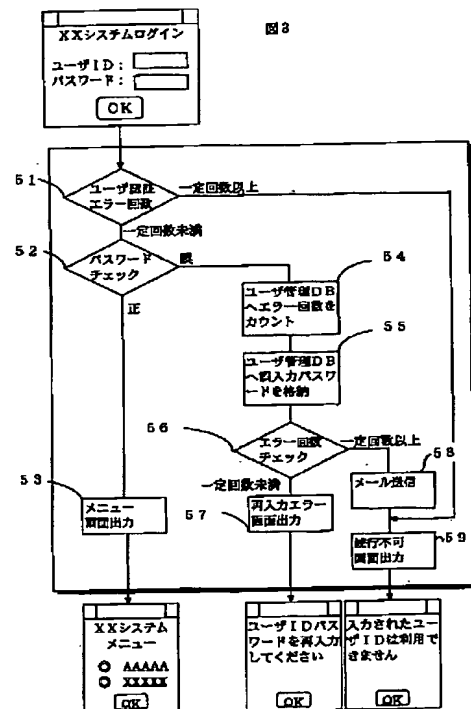 図3
XXシステムログイン
ユーザID:
パスワード:
OK
51
ユーザ認証
エラー回数
一定回数以上
一定回数未満
52
パスワード
チェック
誤
正
54
ユーザ管理DB
へエラー回数を
カウント
55
ユーザ管理DB
へ誤入力パスワ
ードを格納
56
エラー回数
チェック
一定回数以上
一定回数未満
58
メール送信
53
メニュー
画面出力
57
再入力エラー
画面出力
59
続行不可
画面出力
XXシステム
メニュー
◎ AAAAA
◎ XXXXX
OK
ユーザIDパス
ワードを再入力
してください
OK
入力されたユー
ザIDは利用で
きません
OK